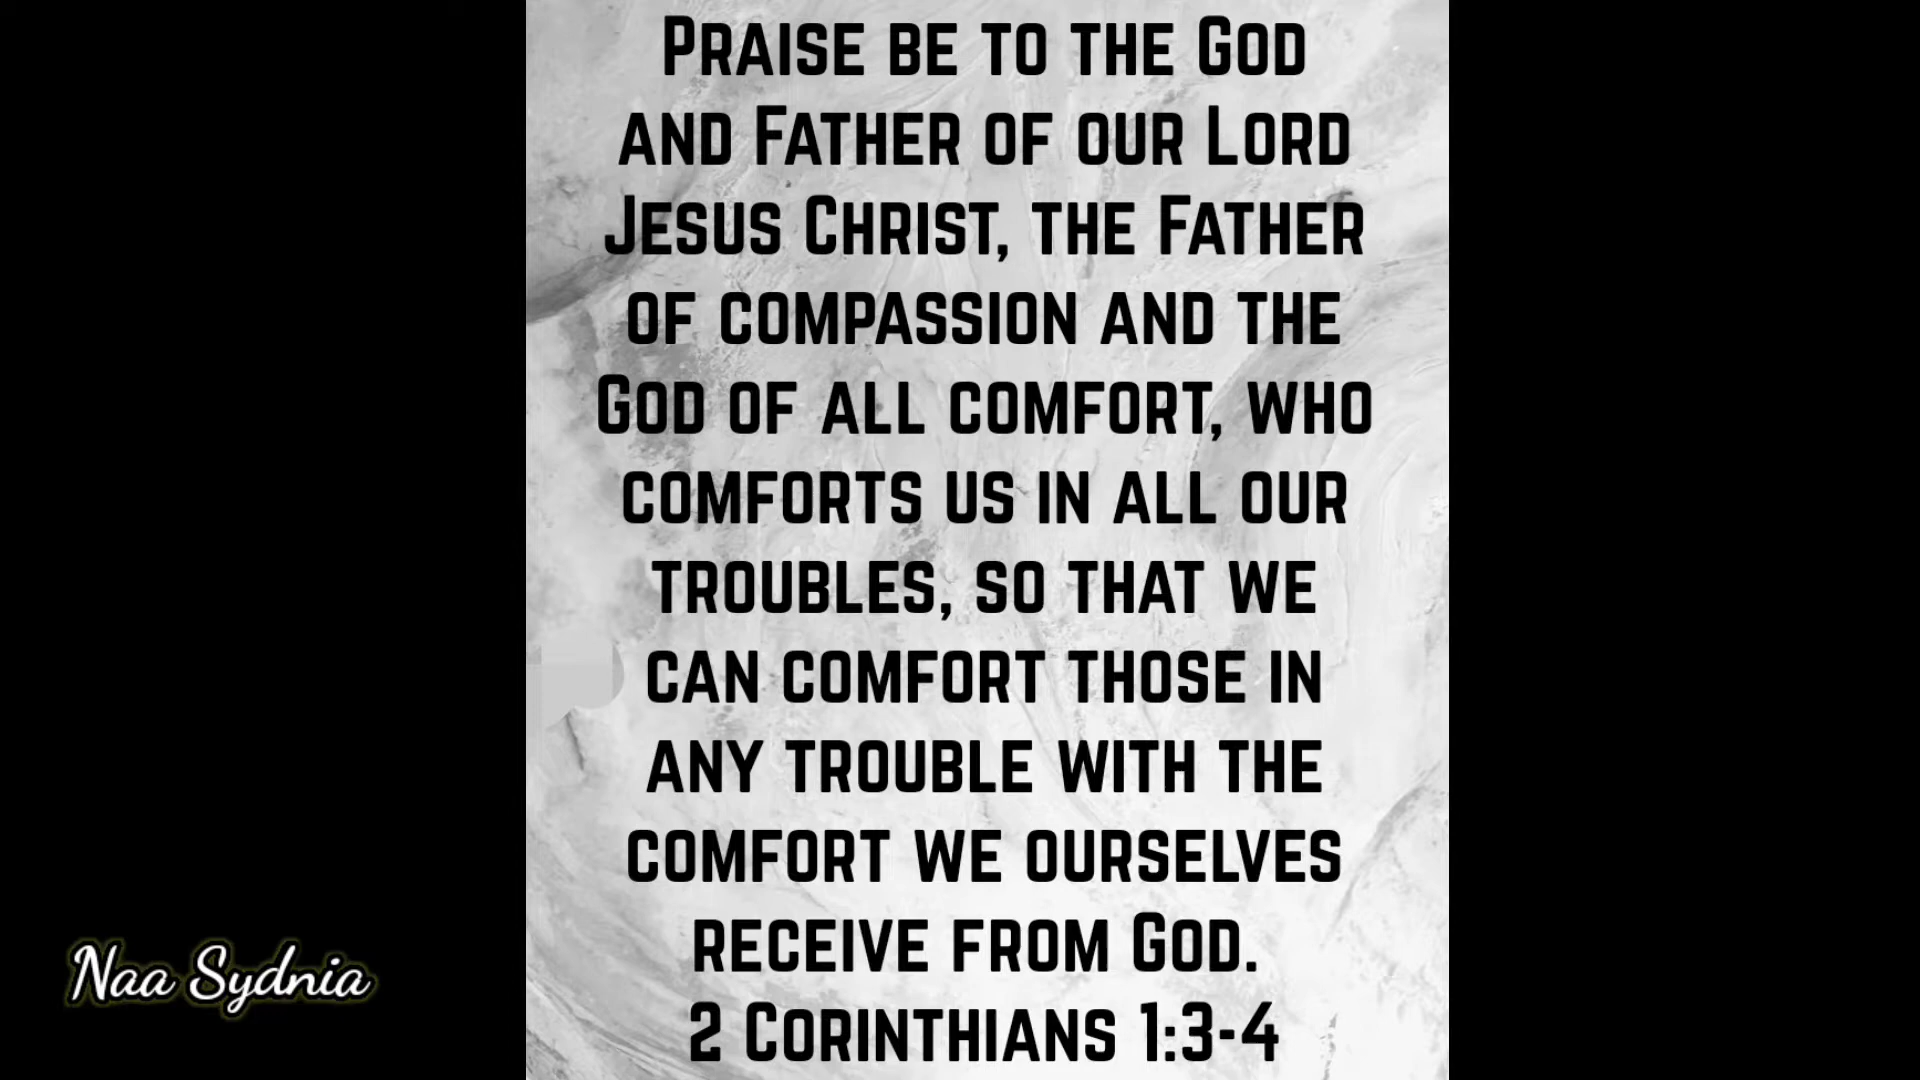 Praise be to the God
and Father of our Lord
Jesus Christ, the Father
of compassion and the
God of all comfort, who
comforts us in all our
troubles, so that we
can comfort those in
any trouble with the
comfort we ourselves
receive from God.
2 Corinthians 1:3-4
Naa Sydnia